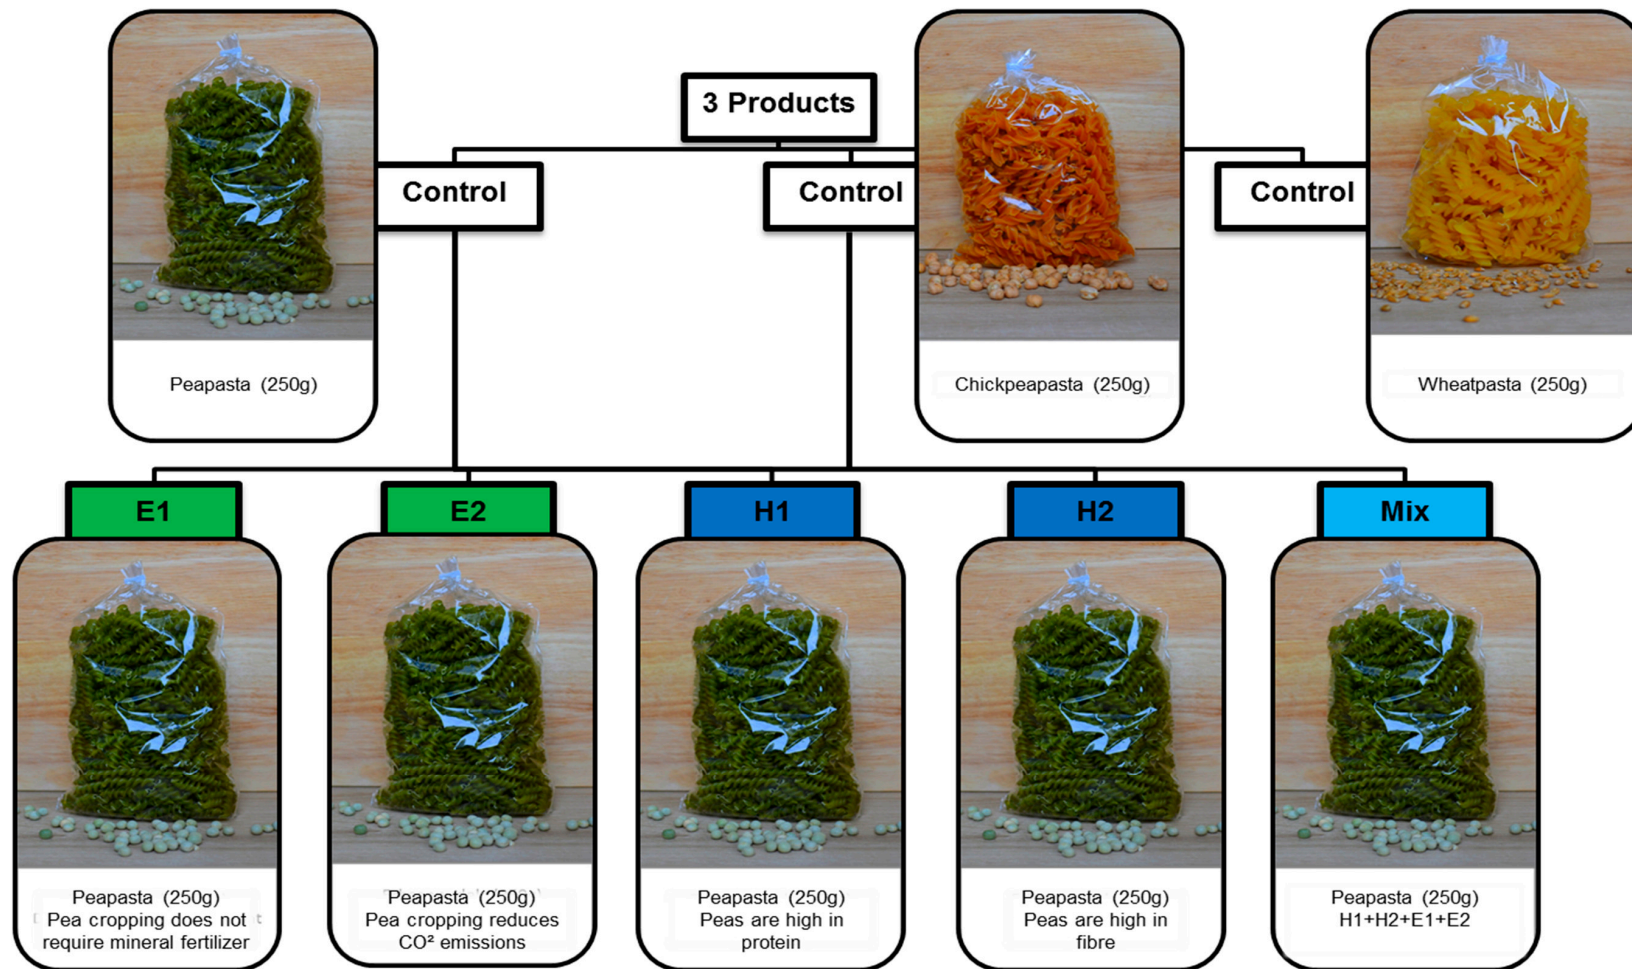 3 Products
Control
Control
Control
Peapasta (250g)
Chickpeapasta (250g)
Wheatpasta (250g)
E1
E2
H1
H2
Mix
Peapasta (250g)
Pea cropping does not
require mineral fertilizer
Peapasta (250g)
Pea cropping reduces
CO² emissions
Peapasta (250g)
Peas are high in
protein
Peapasta (250g)
Peas are high in
fibre
Peapasta (250g)
H1+H2+E1+E2